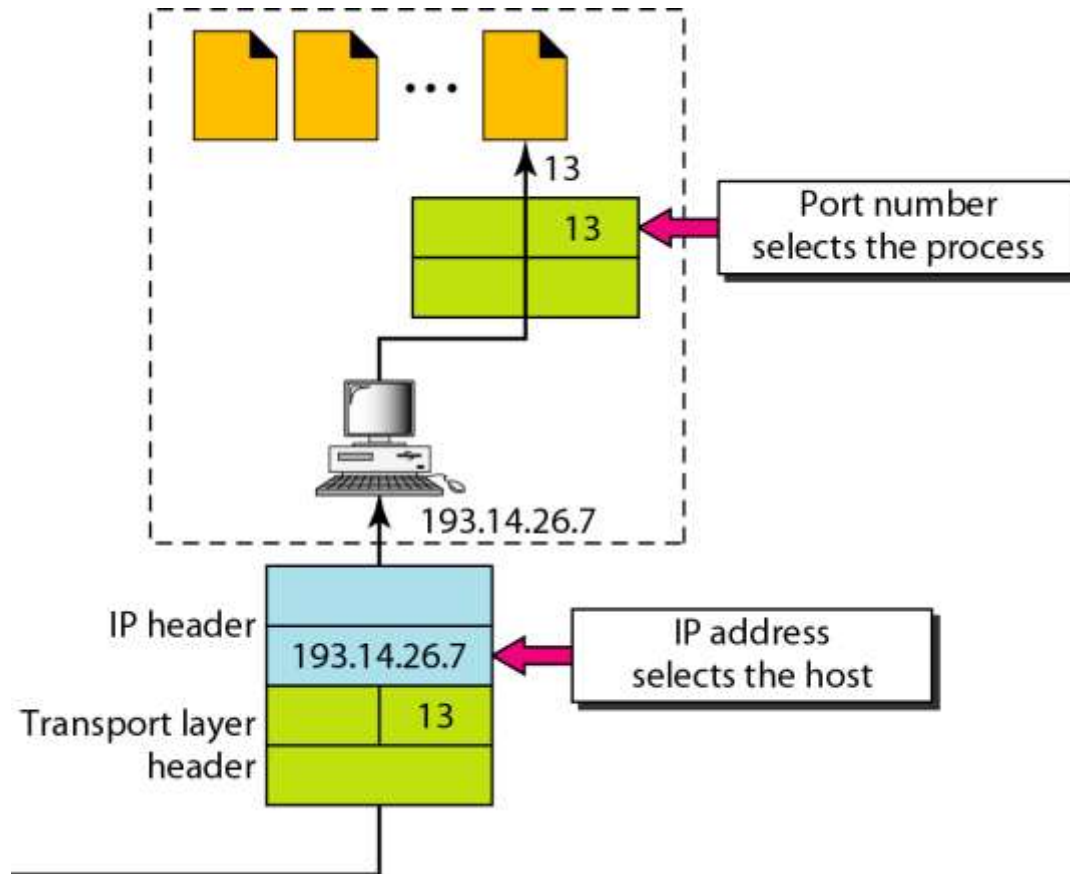 13
13
Port number
selects the process
193.14.26.7
IP header
193.14.26.7
IP address
selects the host
Transport layer
header
13